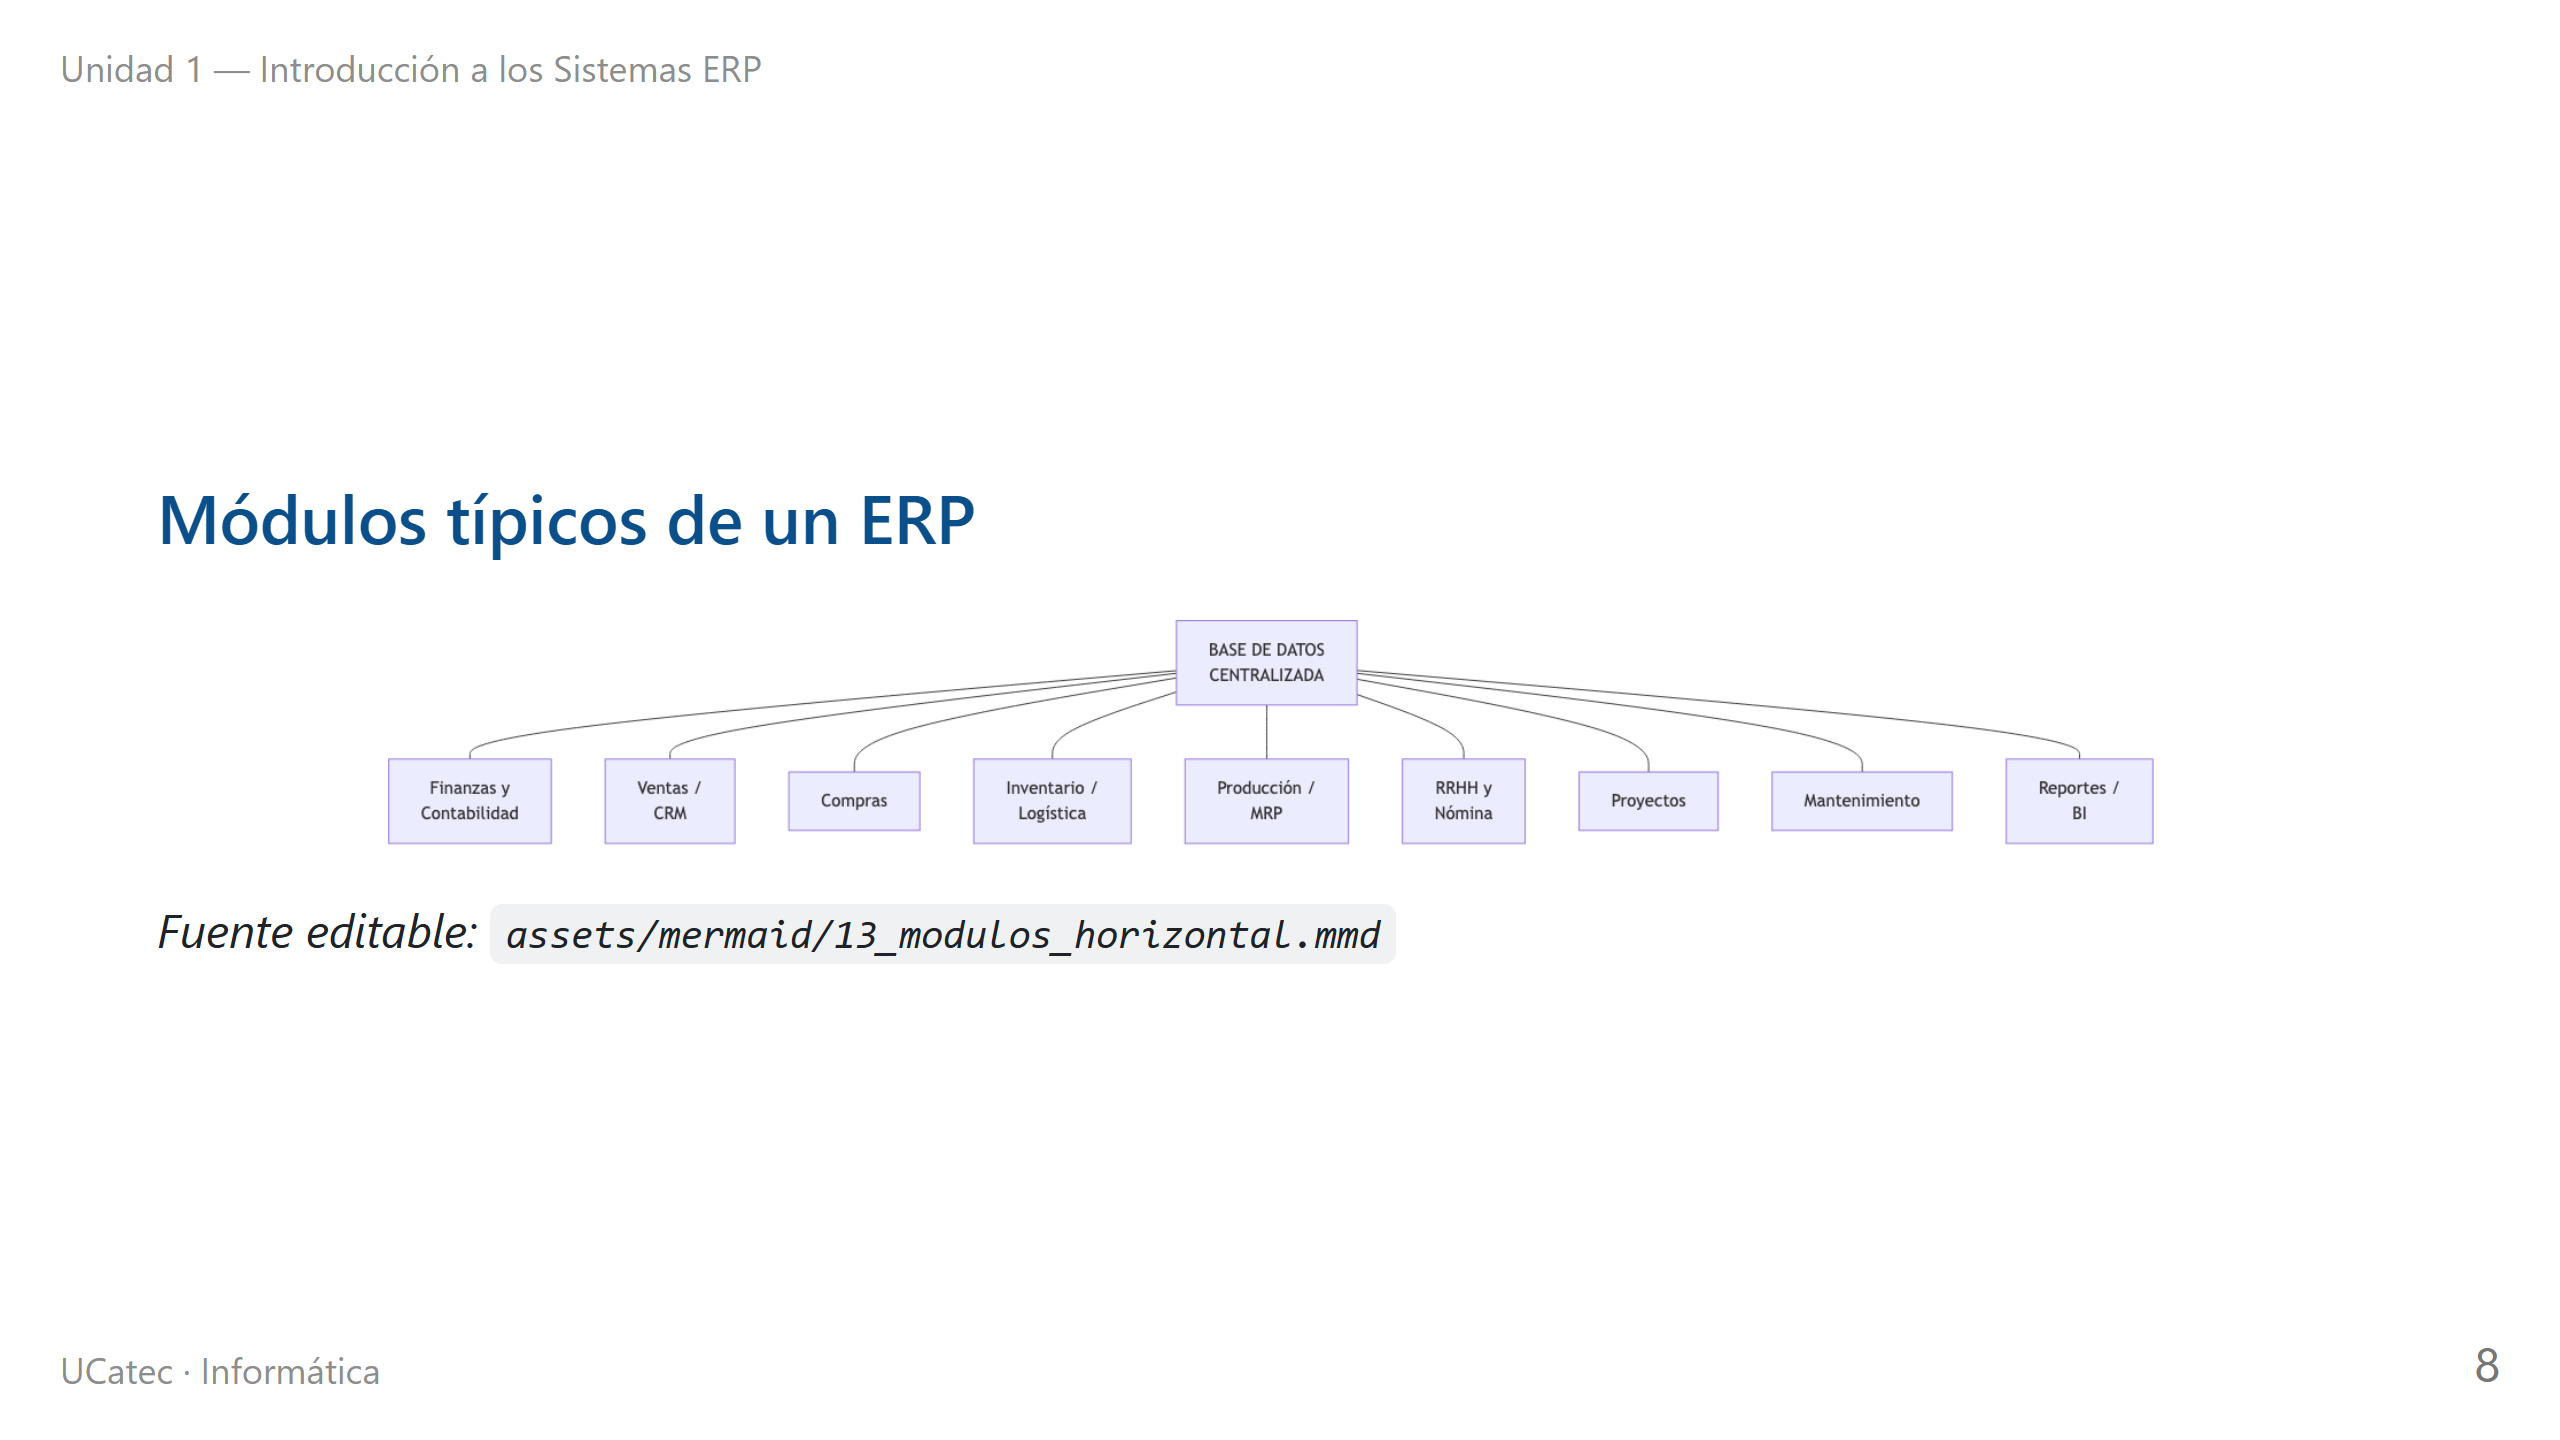 Unidad 1 — Introducción a los Sistemas ERP
Módulos típicos de un ERP
BASE DE DATOS
CENTRALIZADA
Finanzas y
Contabilidad
Ventas /
CRM
Compras
Inventario /
Logística
Producción /
MRP
RRHH y
Nómina
Proyectos
Mantenimiento
Reportes /
BI
Fuente editable: assets/mermaid/13_modulos_horizontal.mmd
UCatec · Informática
8